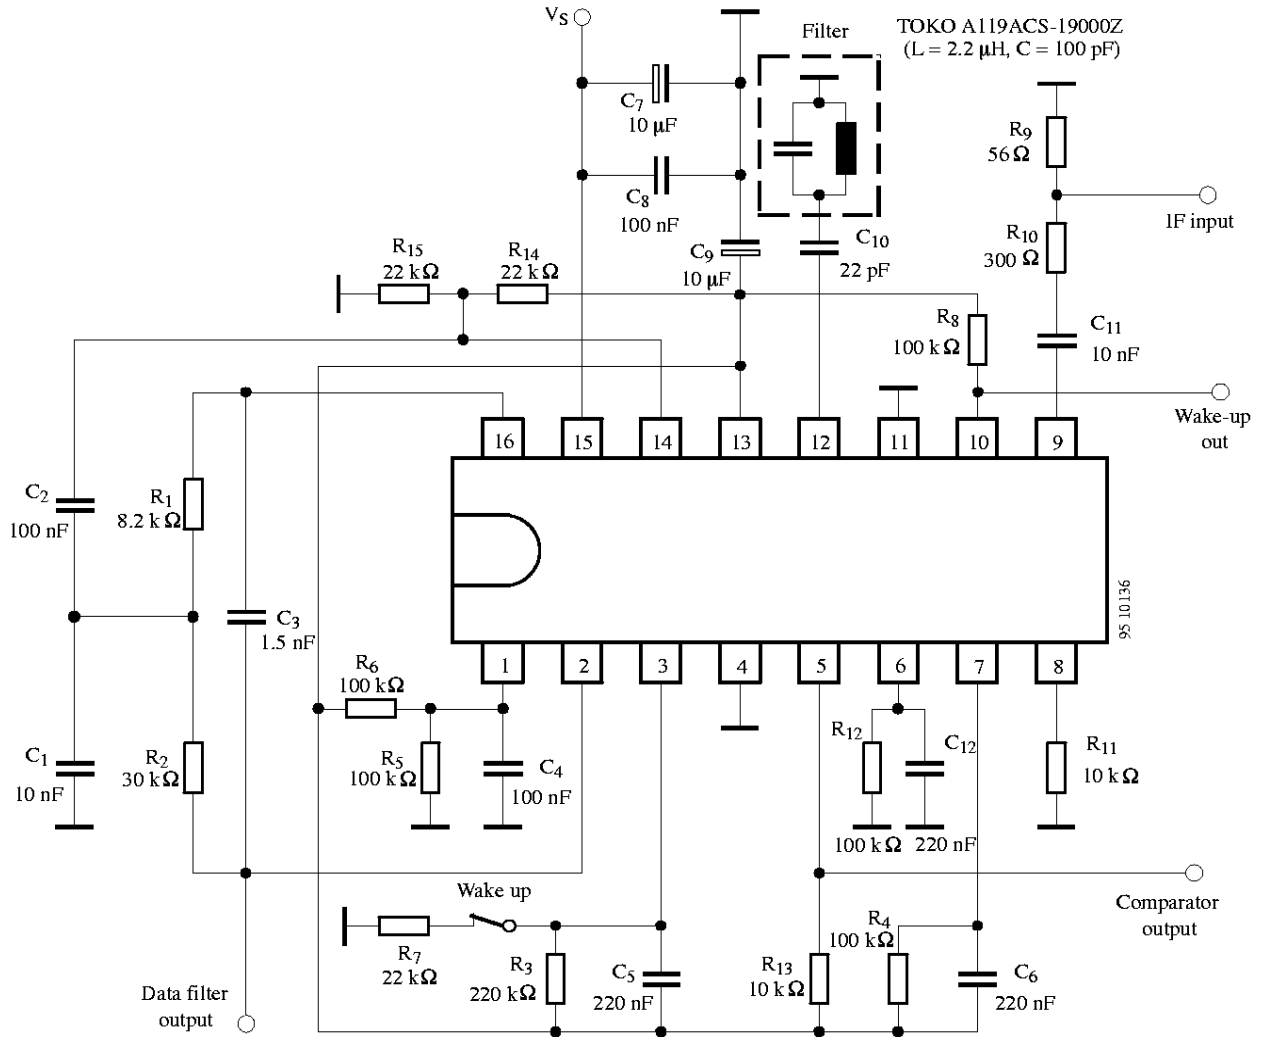 V_S
TOKO A119ACS-19000Z
(L = 2.2 µH, C = 100 pF)
Filter
C7
10 µF
R9
56 Ω
C8
100 nF
IF input
R10
300 Ω
C10
22 pF
C9
10 µF
R15
22 kΩ
R14
22 kΩ
R8
100 kΩ
C11
10 nF
Wake-up
out
16
15
14
13
12
11
10
9
C2
100 nF
R1
8.2 kΩ
C3
1.5 nF
95 10136
1
2
3
4
5
6
7
8
R6
100 kΩ
R5
100 kΩ
C4
100 nF
C1
10 nF
R2
30 kΩ
R12
100 kΩ
C12
220 nF
R11
10 kΩ
Wake up
R7
22 kΩ
R3
220 kΩ
C5
220 nF
R13
10 kΩ
R4
100 kΩ
C6
220 nF
Comparator
output
Data filter
output